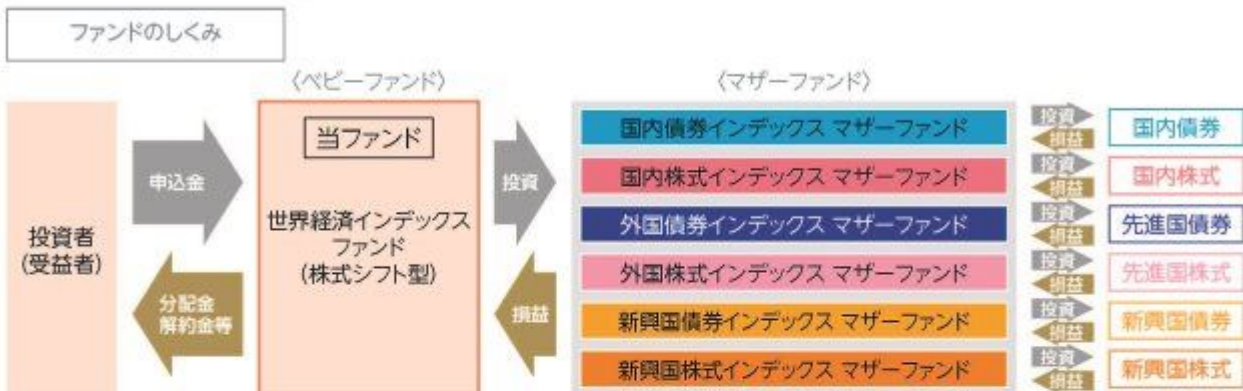 ファンドのしくみ
〈ベビーファンド〉
〈マザーファンド〉
投資者
(受益者)
申込金
分配金
解約金等
当ファンド
世界経済インデックス
ファンド
(株式シフト型)
投資
損益
国内債券インデックス マザーファンド
投資
損益
国内債券
国内株式インデックス マザーファンド
投資
損益
国内株式
外国債券インデックス マザーファンド
投資
損益
先進国債券
外国株式インデックス マザーファンド
投資
損益
先進国株式
新興国債券インデックス マザーファンド
投資
損益
新興国債券
新興国株式インデックス マザーファンド
投資
損益
新興国株式